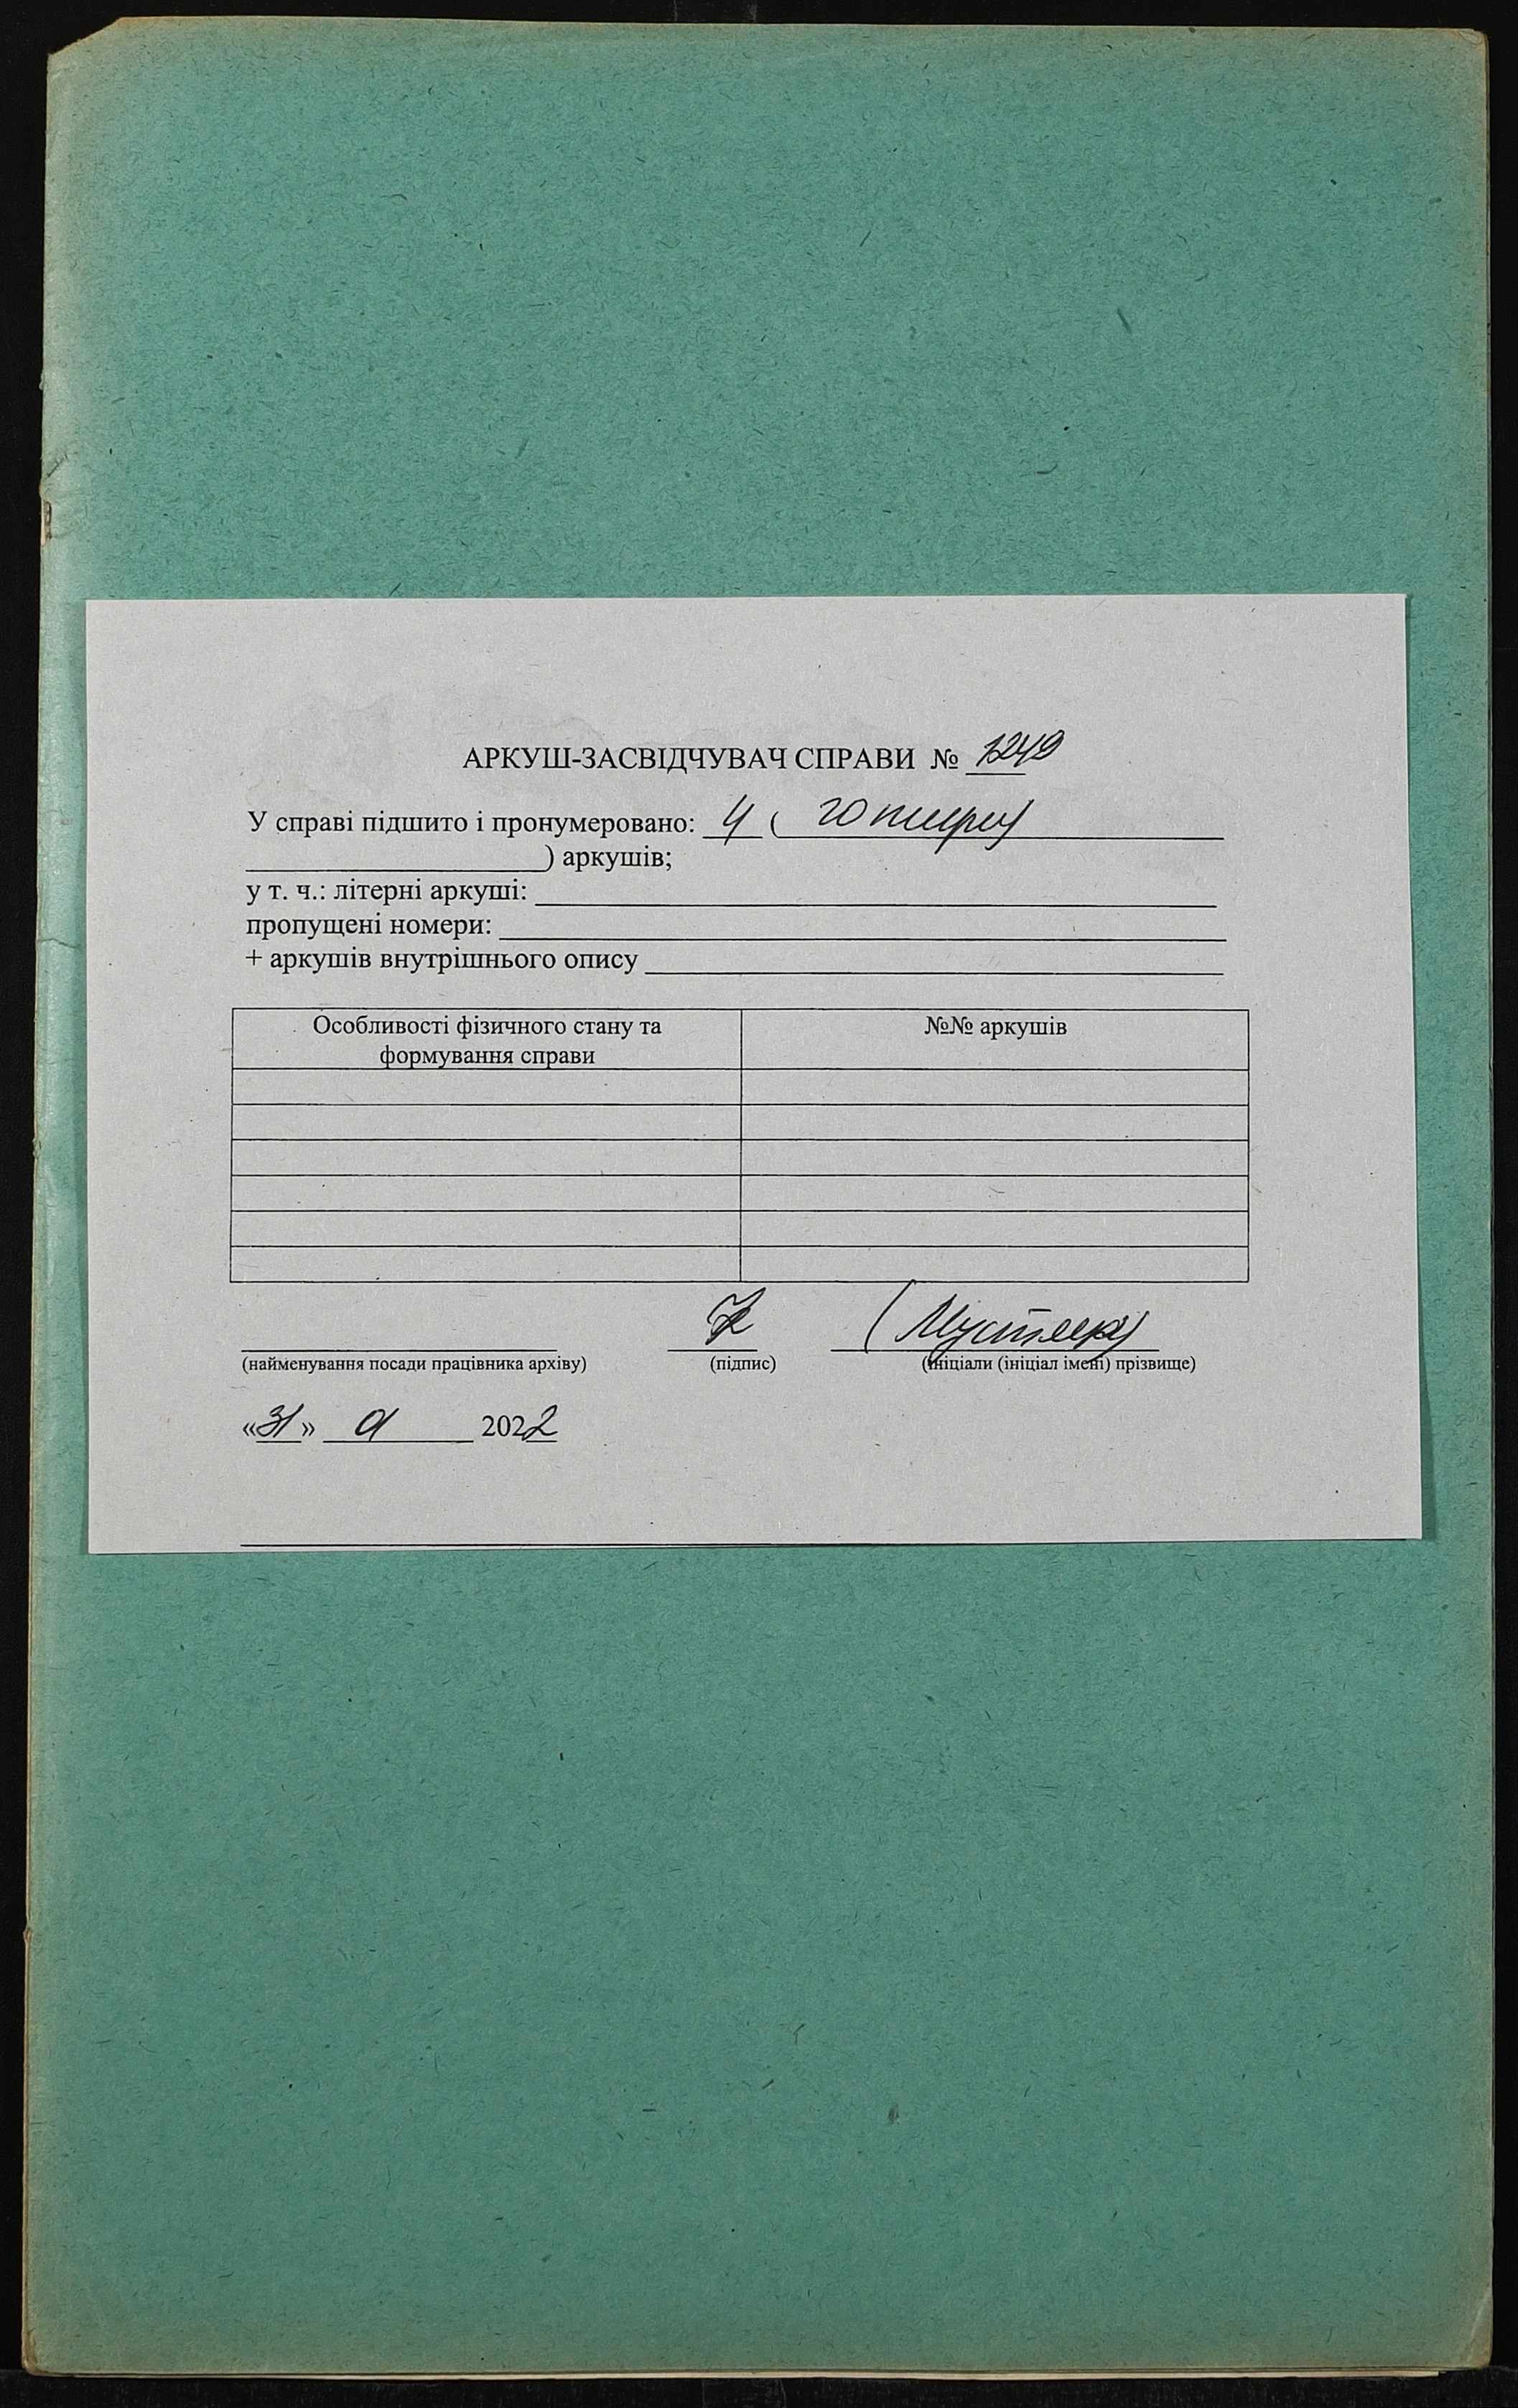 АРКУШ-ЗАСВІДЧУВАЧ СПРАВИ № 1249
У справі підшито і пронумеровано: 4 ( чотири
) аркушів;
у т. ч.: літерні аркуші:
пропущені номери:
+ аркушів внутрішнього опису
Особливості фізичного стану та формування справи
№№ аркушів
(найменування посади працівника архіву)
(підпис)
(ініціали (ініціал імені) прізвище)
«31» 2022